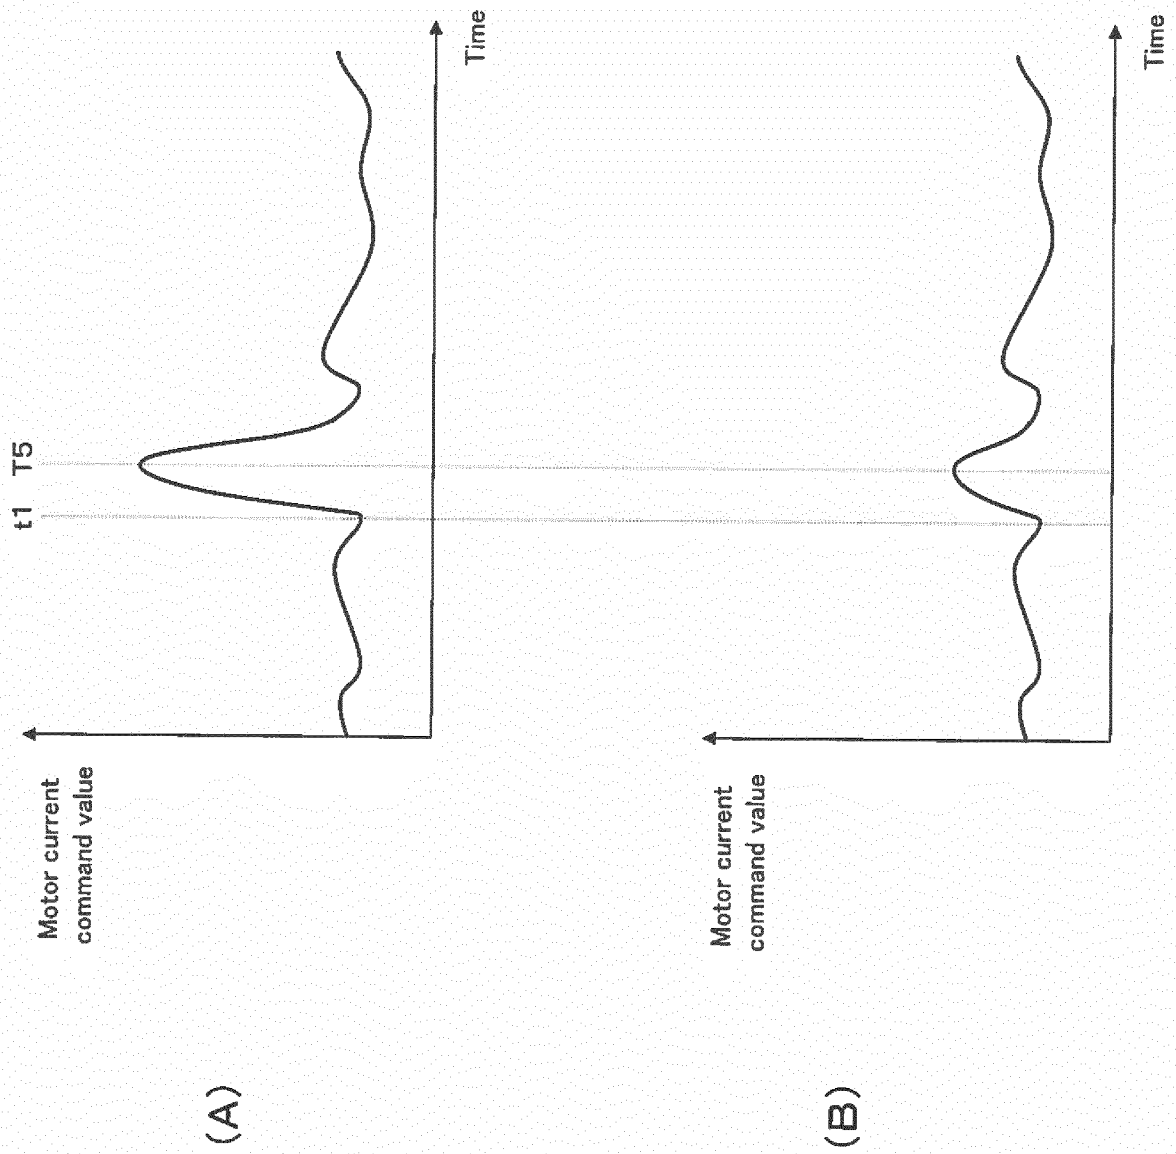 t1 T5
(A)
Motor current
command value
Time
(B)
Motor current
command value
Time